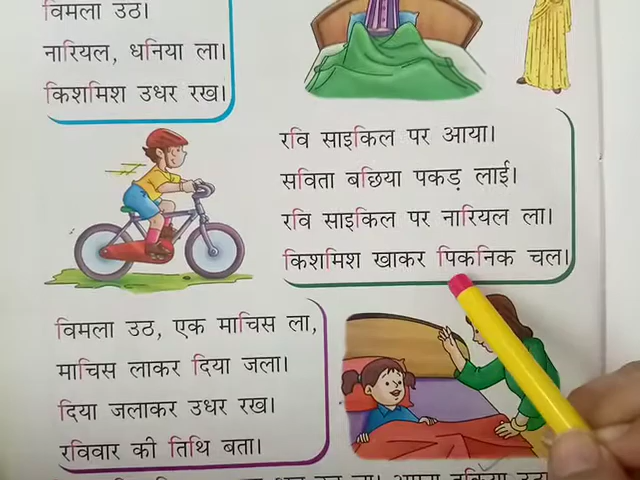 विमला उठ।
नारियल, धनिया ला।
किशमिश उधर रख।
रवि साइकिल पर आया।
सविता बछिया पकड़ लाई।
रवि साइकिल पर नारियल ला।
किशमिश खाकर पिकनिक चल।
विमला उठ, एक माचिस ला,
माचिस लाकर दिया जला।
दिया जलाकर उधर रख।
रविवार की तिथि बता।